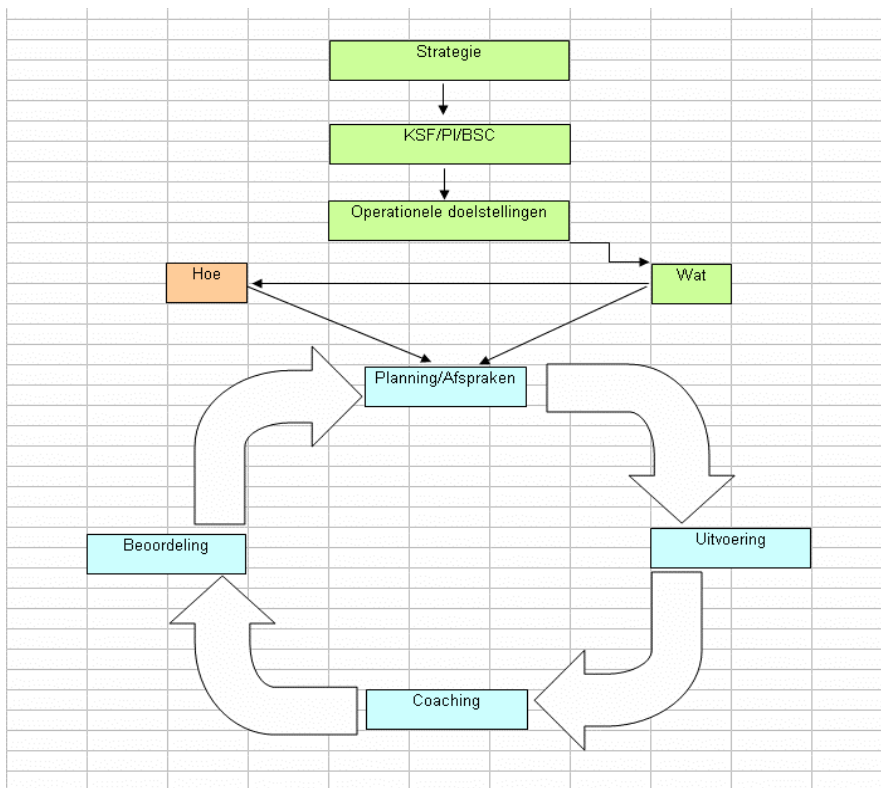 Strategie
KSF/PI/BSC
Operationele doelstellingen
Hoe
Wat
Planning/Afspraken
Beoordeling
Uitvoering
Coaching